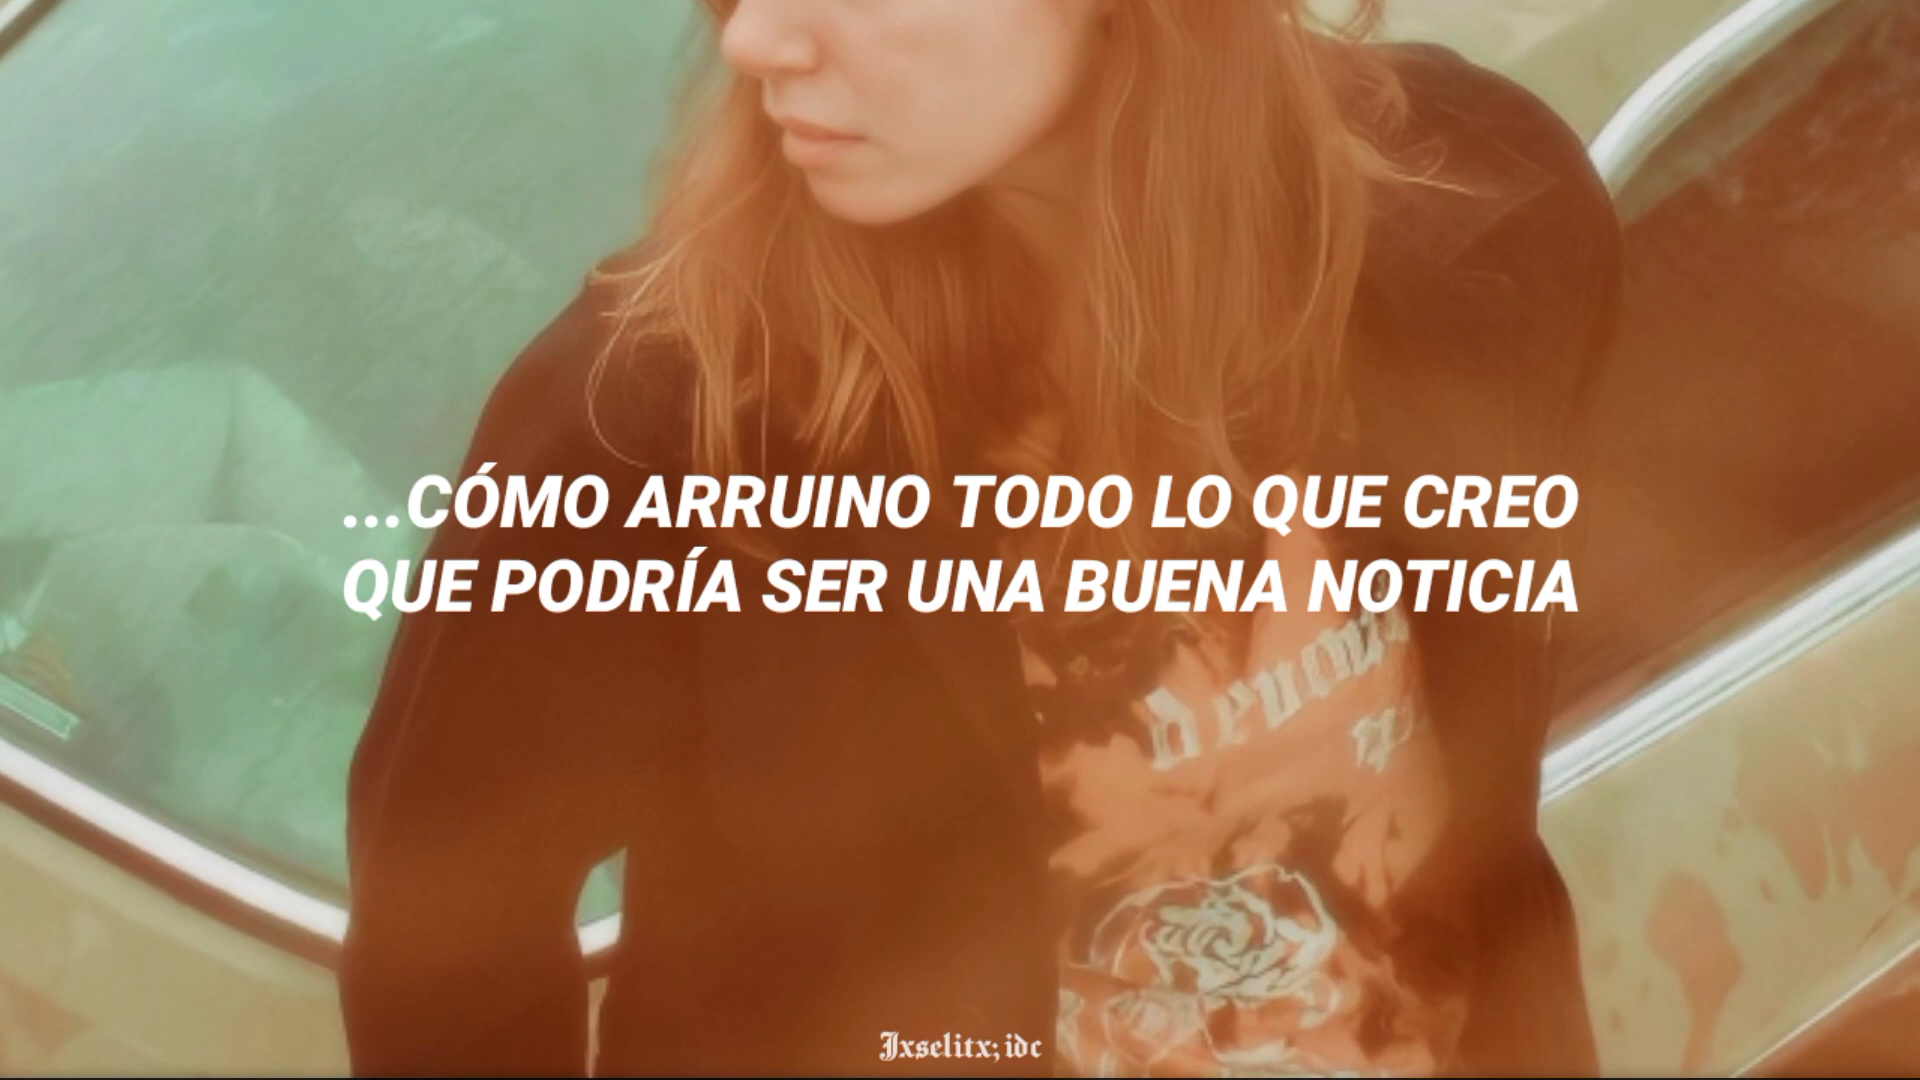 ...CÓMO ARRUINO TODO LO QUE CREO
QUE PODRÍA SER UNA BUENA NOTICIA
Jxselitx; idc